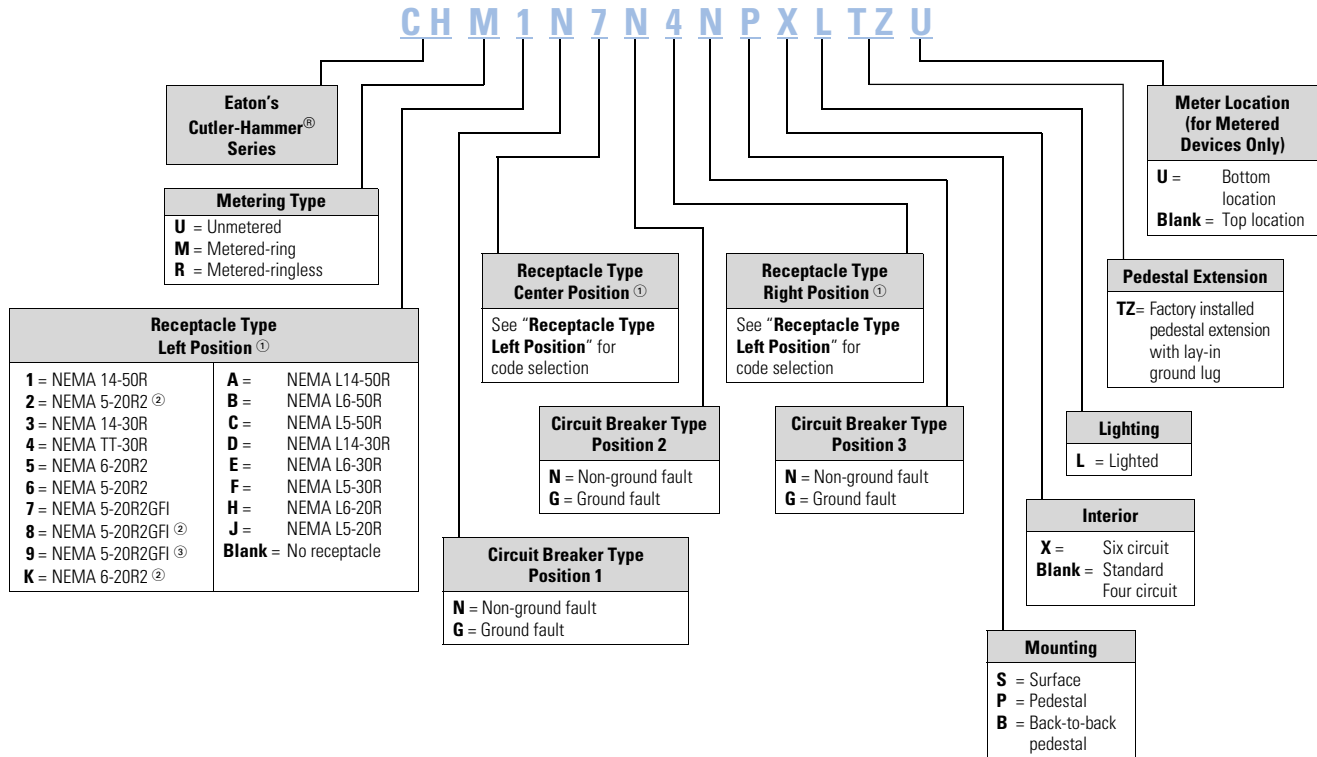 CH M 1 N 7 N 4 N P X L TZ U
Eaton's
Cutler-Hammer®
Series
Metering Type
U = Unmetered
M = Metered-ring
R = Metered-ringless
Receptacle Type
Left Position ①
1 = NEMA 14-50R
2 = NEMA 5-20R2 ②
3 = NEMA 14-30R
4 = NEMA TT-30R
5 = NEMA 6-20R2
6 = NEMA 5-20R2
7 = NEMA 5-20R2GFI
8 = NEMA 5-20R2GFI ②
9 = NEMA 5-20R2GFI ③
K = NEMA 6-20R2 ②
A = NEMA L14-50R
B = NEMA L6-50R
C = NEMA L5-50R
D = NEMA L14-30R
E = NEMA L6-30R
F = NEMA L5-30R
H = NEMA L6-20R
J = NEMA L5-20R
Blank = No receptacle
Circuit Breaker Type
Position 1
N = Non-ground fault
G = Ground fault
Receptacle Type
Center Position ①
See "Receptacle Type
Left Position" for
code selection
Circuit Breaker Type
Position 2
N = Non-ground fault
G = Ground fault
Receptacle Type
Right Position ①
See "Receptacle Type
Left Position" for
code selection
Circuit Breaker Type
Position 3
N = Non-ground fault
G = Ground fault
Mounting
S = Surface
P = Pedestal
B = Back-to-back
pedestal
Interior
X = Six circuit
Blank = Standard
Four circuit
Lighting
L = Lighted
Pedestal Extension
TZ= Factory installed
pedestal extension
with lay-in
ground lug
Meter Location
(for Metered
Devices Only)
U = Bottom
location
Blank = Top location